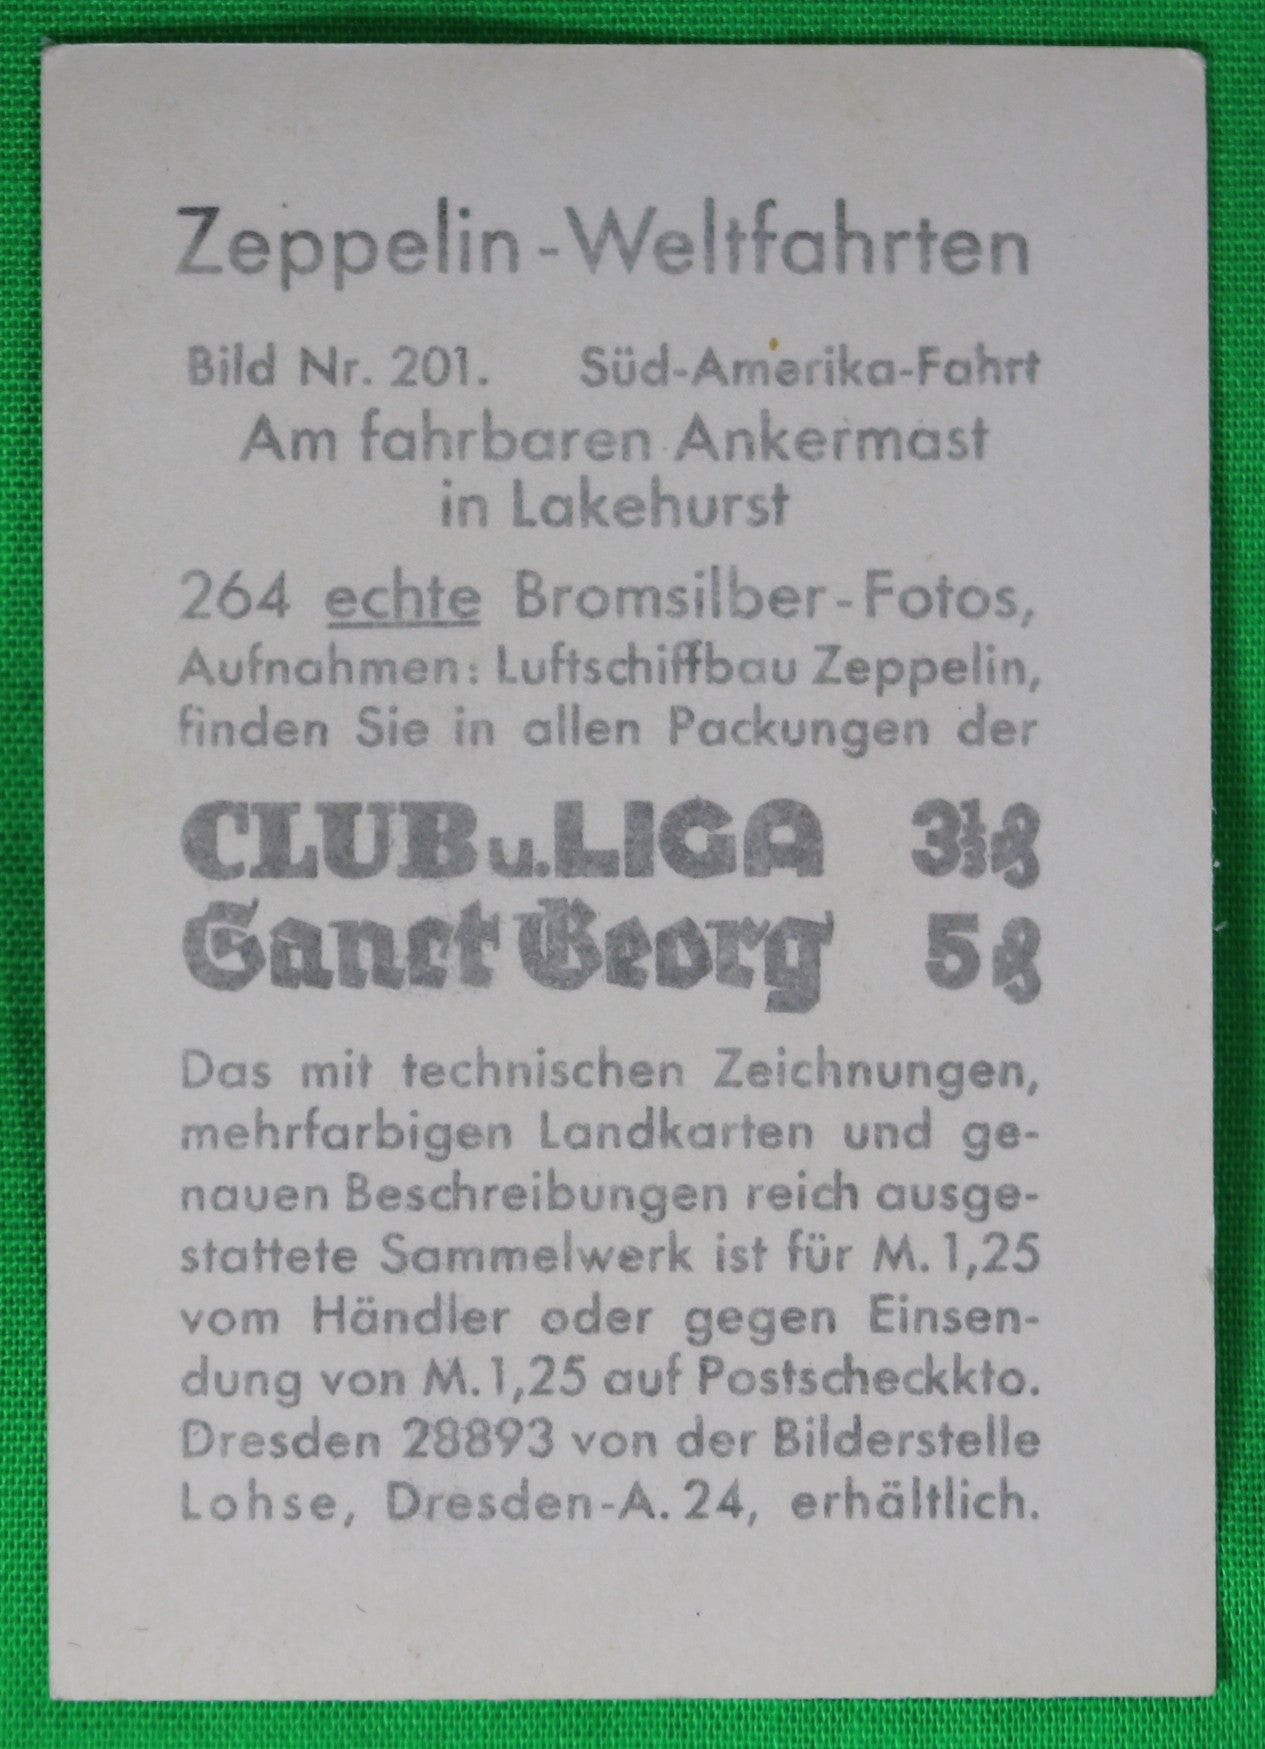 Zeppelin-Weltfahrten
Bild Nr. 201. Süd-Amerika-Fahrt
Am fahrbaren Ankermast
in Lakehurst
264 echte Bromsilber-Fotos,
Aufnahmen: Luftschiffbau Zeppelin,
finden Sie in allen Packungen der
CLUB u. LIGA 3⅓ ₰
Sanct Georg 5 ₰
Das mit technischen Zeichnungen,
mehrfarbigen Landkarten und ge-
nauen Beschreibungen reich ausge-
stattete Sammelwerk ist für M. 1,25
vom Händler oder gegen Einsen-
dung von M. 1,25 auf Postscheckkto.
Dresden 28893 von der Bilderstelle
Lohse, Dresden-A. 24, erhältlich.